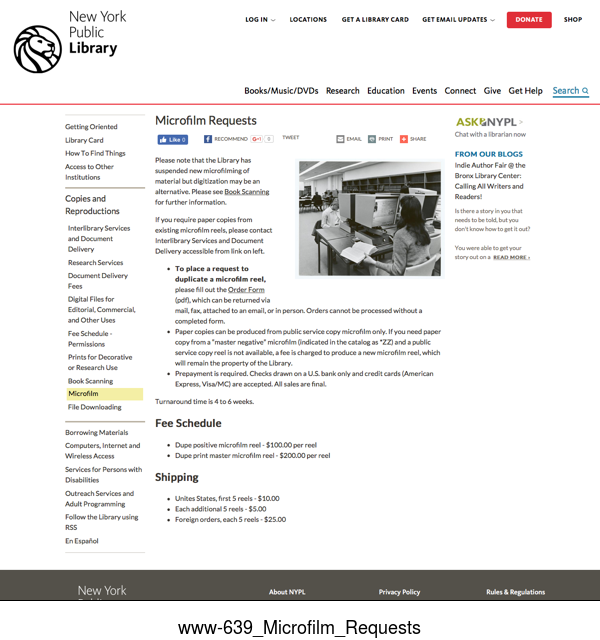 New York
Public
Library
LOG IN
LOCATIONS
GET A LIBRARY CARD
GET EMAIL UPDATES
DONATE
SHOP
Books/Music/DVDs Research Education Events Connect Give Get Help Search
Getting Oriented
Library Card
How To Find Things
Access to Other
Institutions
Copies and
Reproductions
Interlibrary Services
and Document
Delivery
Research Services
Document Delivery
Fees
Digital Files for
Editorial, Commercial,
and Other Uses
Fee Schedule -
Permissions
Prints for Decorative
or Research Use
Book Scanning
Microfilm
File Downloading
Borrowing Materials
Computers, Internet and
Wireless Access
Services for Persons with
Disabilities
Outreach Services and
Adult Programming
Follow the Library using
RSS
En Español
Microfilm Requests
Like 0
RECOMMEND
G+1 0
TWEET
EMAIL
PRINT
SHARE
Please note that the Library has
suspended new microfilming of
material but digitization may be an
alternative. Please see Book Scanning
for further information.
If you require paper copies from
existing microfilm reels, please contact
Interlibrary Services and Document
Delivery accessible from link on left.
• To place a request to
duplicate a microfilm reel,
please fill out the Order Form
(pdf), which can be returned via
mail, fax, attached to an email, or in person. Orders cannot be processed without a
completed form.
• Paper copies can be produced from public service copy microfilm only. If you need paper
copy from a "master negative" microfilm (indicated in the catalog as *ZZ) and a public
service copy reel is not available, a fee is charged to produce a new microfilm reel, which
will remain the property of the Library.
• Prepayment is required. Checks drawn on a U.S. bank only and credit cards (American
Express, Visa/MC) are accepted. All sales are final.
Turnaround time is 4 to 6 weeks.
Fee Schedule
• Dupe positive microfilm reel - $100.00 per reel
• Dupe print master microfilm reel - $200.00 per reel
Shipping
• Unites States, first 5 reels - $10.00
• Each additional 5 reels - $5.00
• Foreign orders, each 5 reels - $25.00
ASK NYPL >
Chat with a librarian now
FROM OUR BLOGS
Indie Author Fair @ the
Bronx Library Center:
Calling All Writers and
Readers!
Is there a story in you that
needs to be told, but you
don't know how to get it out?
You were able to get your
story out on a READ MORE ›
New York
About NYPL
Privacy Policy
Rules & Regulations
www-639_Microfilm_Requests